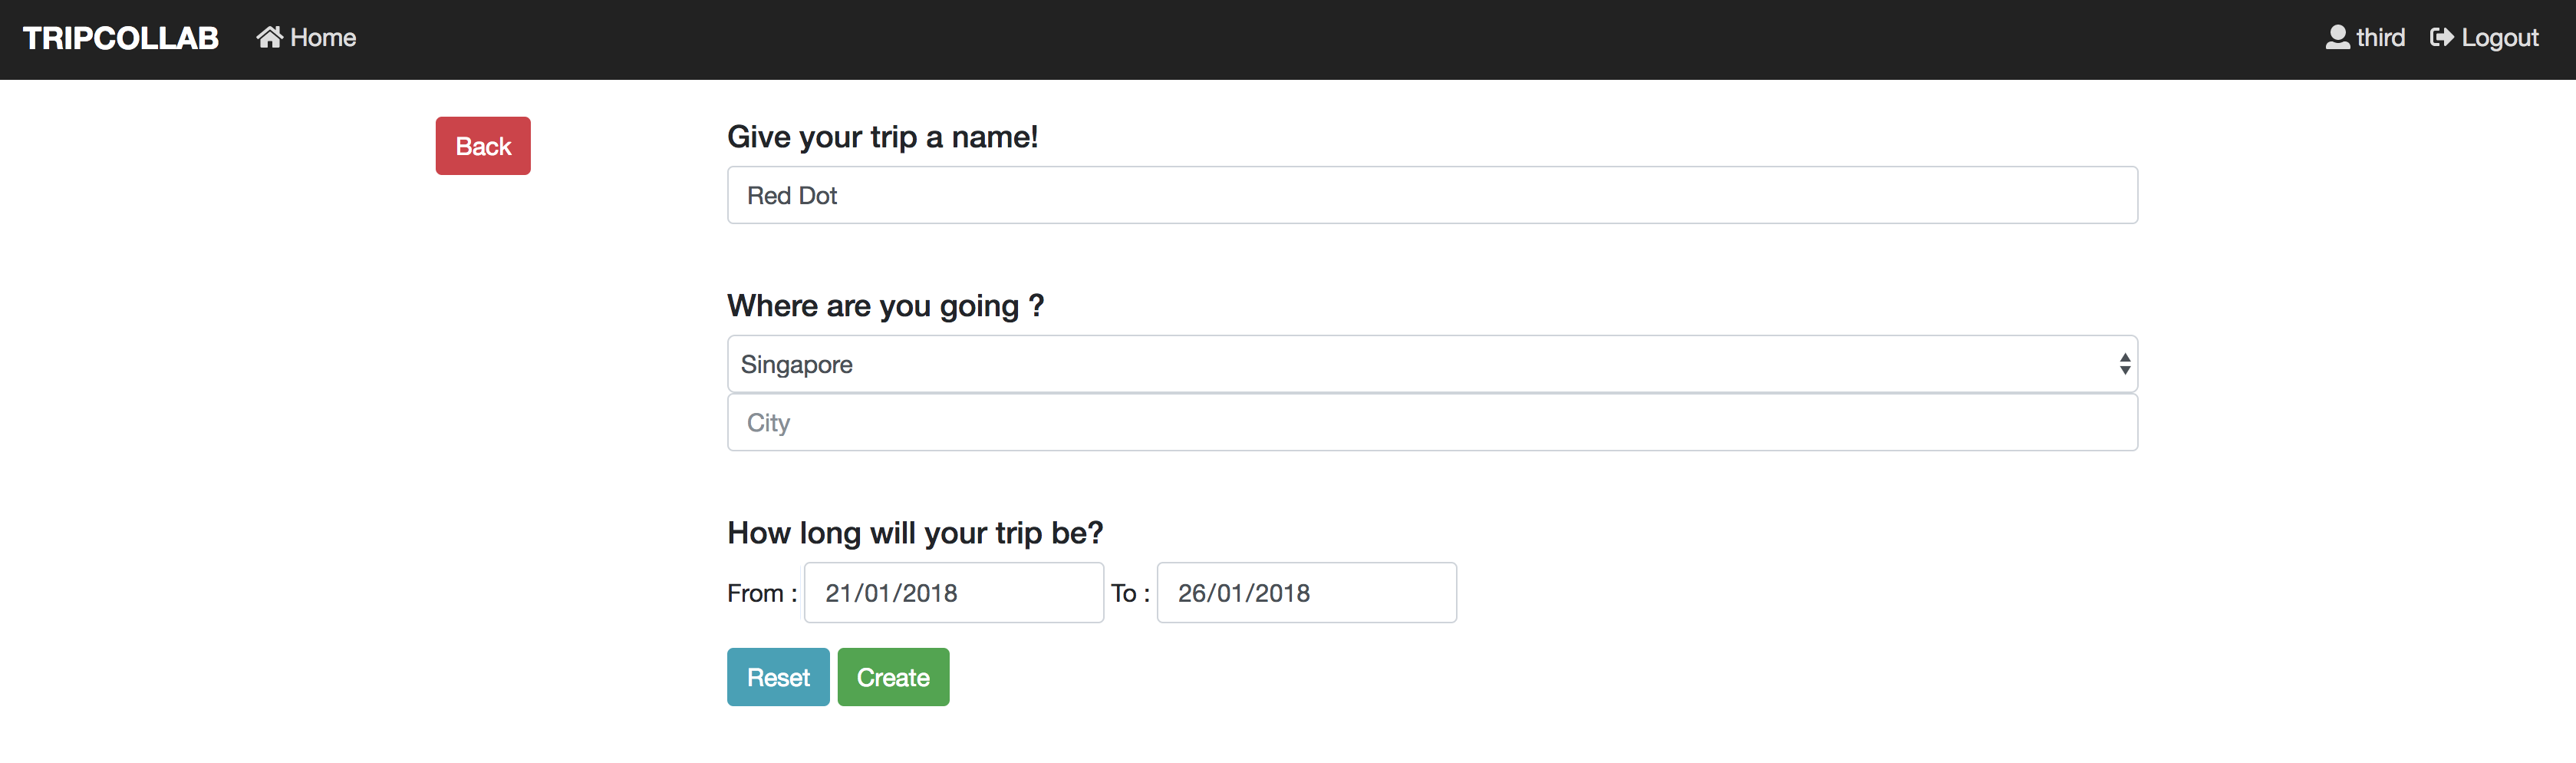 TRIPCOLLAB Home third Logout
Back
Give your trip a name!
Red Dot
Where are you going ?
Singapore
City
How long will your trip be?
From : 21/01/2018 To : 26/01/2018
Reset Create